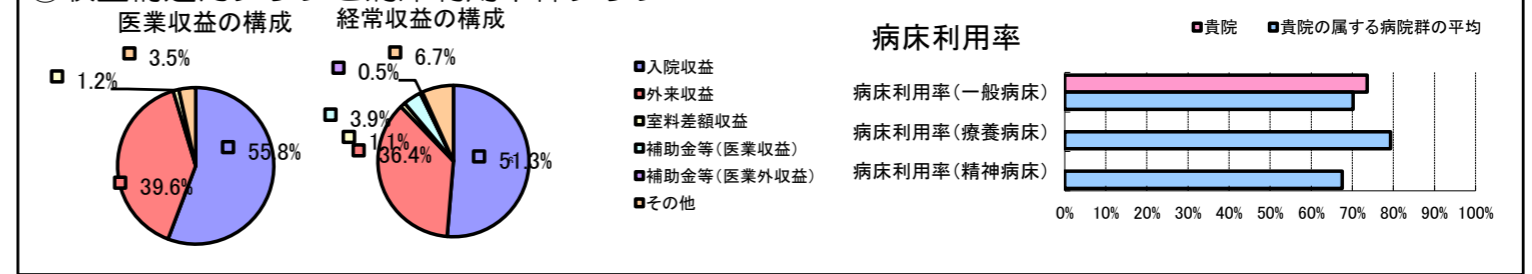 医業収益の構成
3.5%
1.2%
55.8%
39.6%
経常収益の構成
6.7%
0.5%
3.9%
1.1%
36.4%
51.3%
入院収益
外来収益
室料差額収益
補助金等(医業収益)
補助金等(医業外収益)
その他
病床利用率
貴院
貴院の属する病院群の平均
病床利用率(一般病床)
病床利用率(療養病床)
病床利用率(精神病床)
0% 10% 20% 30% 40% 50% 60% 70% 80% 90% 100%